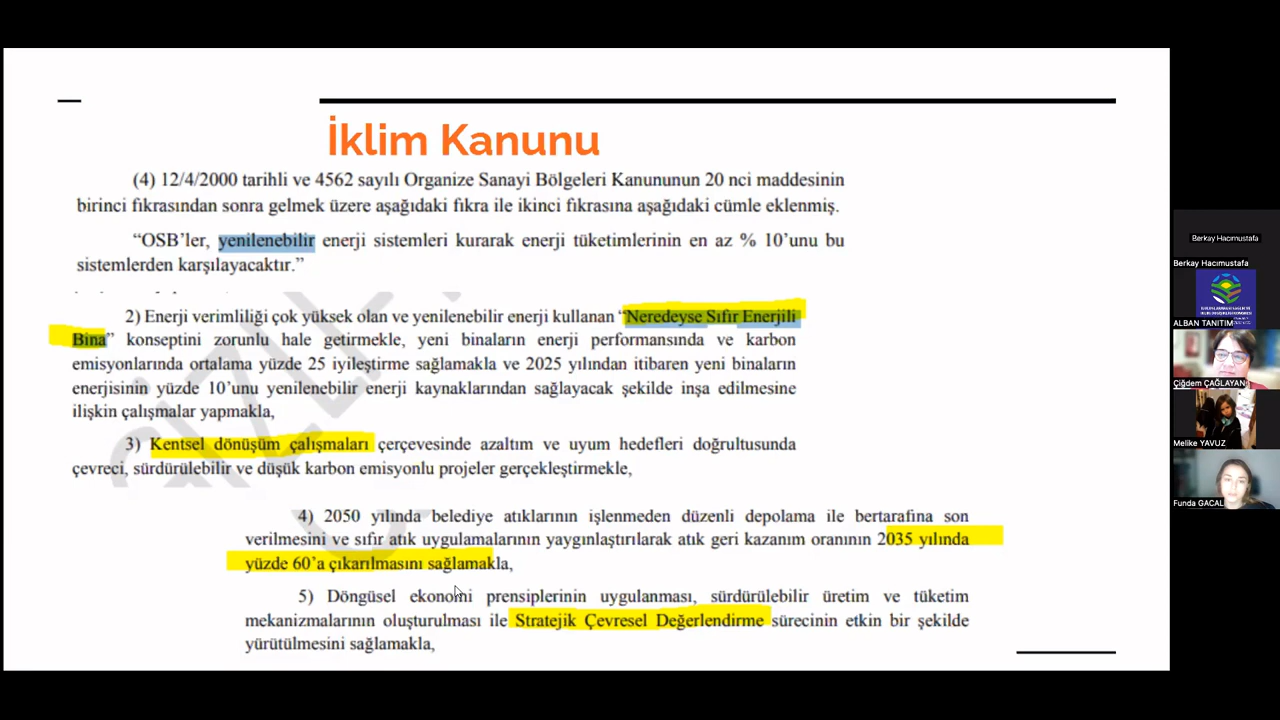 İklim Kanunu
(4) 12/4/2000 tarihli ve 4562 sayılı Organize Sanayi Bölgeleri Kanununun 20 nci maddesinin
birinci fıkrasından sonra gelmek üzere aşağıdaki fıkra ile ikinci fıkrasına aşağıdaki cümle eklenmiş.
“OSB’ler, yenilenebilir enerji sistemleri kurarak enerji tüketimlerinin en az % 10’unu bu
sistemlerden karşılayacaktır.”
2) Enerji verimliliği çok yüksek olan ve yenilenebilir enerji kullanan “Neredeyse Sıfır Enerjili
Bina” konseptini zorunlu hale getirmekle, yeni binaların enerji performansında ve karbon
emisyonlarında ortalama yüzde 25 iyileştirme sağlamakla ve 2025 yılından itibaren yeni binaların
enerjisinin yüzde 10’unu yenilenebilir enerji kaynaklarından sağlayacak şekilde inşa edilmesine
ilişkin çalışmalar yapmakla,
3) Kentsel dönüşüm çalışmaları çerçevesinde azaltım ve uyum hedefleri doğrultusunda
çevreci, sürdürülebilir ve düşük karbon emisyonlu projeler gerçekleştirmekle,
4) 2050 yılında belediye atıklarının işlenmeden düzenli depolama ile bertarafına son
verilmesini ve sıfır atık uygulamalarının yaygınlaştırılarak atık geri kazanım oranının 2035 yılında
yüzde 60’a çıkarılmasını sağlamakla,
5) Döngüsel ekonomi prensiplerinin uygulanması, sürdürülebilir üretim ve tüketim
mekanizmalarının oluşturulması ile Stratejik Çevresel Değerlendirme sürecinin etkin bir şekilde
yürütülmesini sağlamakla,
Berkay Hacımustafa
Berkay Hacımustafa
ALBAN TANITIM
Çiğdem ÇAĞLAYAN
Melike YAVUZ
Funda GACAL